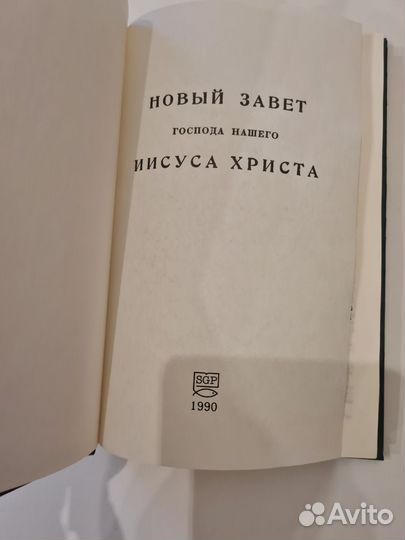 НОВЫЙ ЗАВЕТ
ГОСПОДА НАШЕГО
ИИСУСА ХРИСТА
SGP
1990
Avito